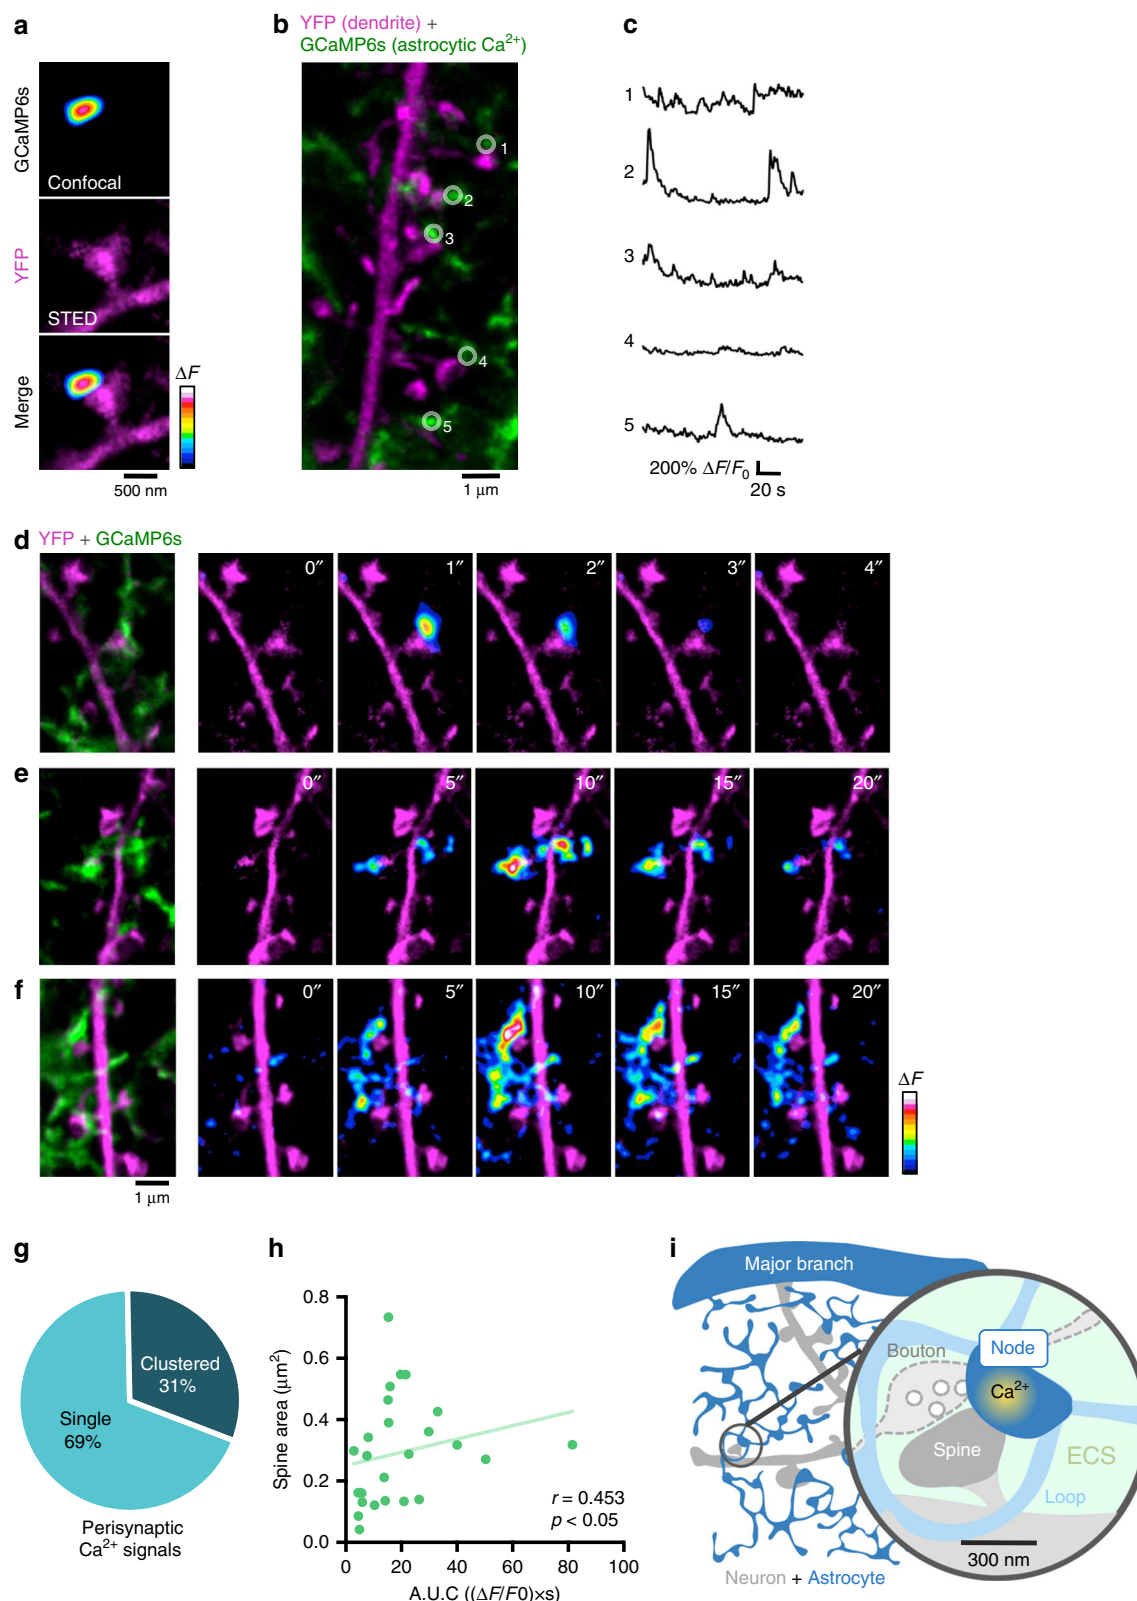 a
GCaMP6s
Confocal
YFP
STED
Merge
ΔF
500 nm
b
YFP (dendrite) +
GCaMP6s (astrocytic Ca²⁺)
1
2
3
4
5
1 μm
c
1
2
3
4
5
200% ΔF/F₀
20 s
d
YFP + GCaMP6s
0″
1″
2″
3″
4″
e
0″
5″
10″
15″
20″
f
0″
5″
10″
15″
20″
ΔF
1 μm
g
Clustered
31%
Single
69%
Perisynaptic
Ca²⁺ signals
h
Spine area (μm²)
0.8
0.6
0.4
0.2
0.0
r = 0.453
p < 0.05
0 20 40 60 80 100
A.U.C ((ΔF/F0)×s)
i
Major branch
Bouton
Node
Ca²⁺
Spine
ECS
Loop
300 nm
Neuron + Astrocyte